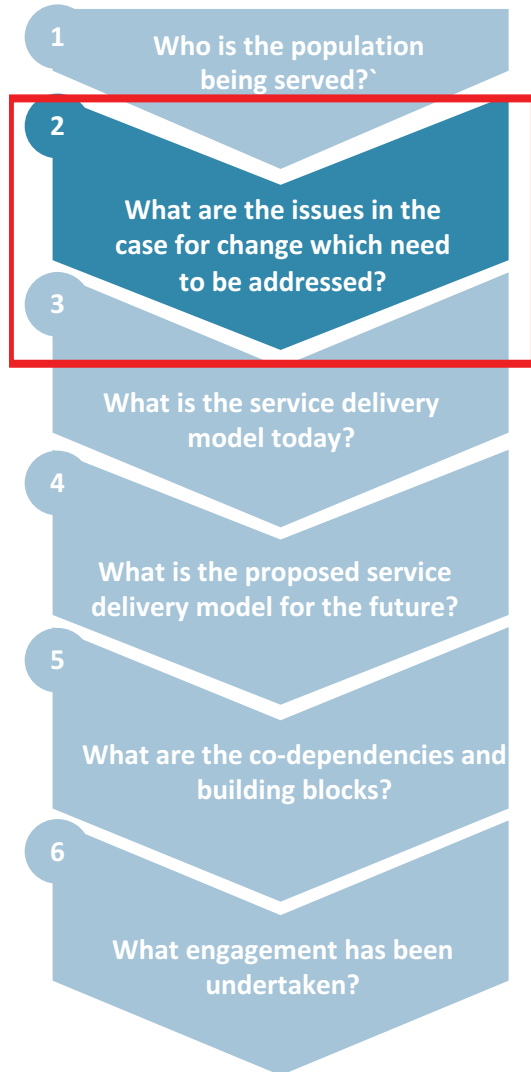 1
Who is the population
being served?`
2
What are the issues in the
case for change which need
to be addressed?
3
What is the service delivery
model today?
4
What is the proposed service
delivery model for the future?
5
What are the co-dependencies and
building blocks?
6
What engagement has been
undertaken?